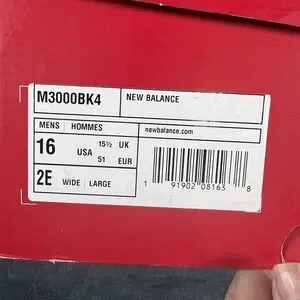 M3000BK4 NEW BALANCE
MENS | HOMMES newbalance.com
16 USA 15½ UK 51 EUR
2E WIDE | LARGE
1 91902 08163 8